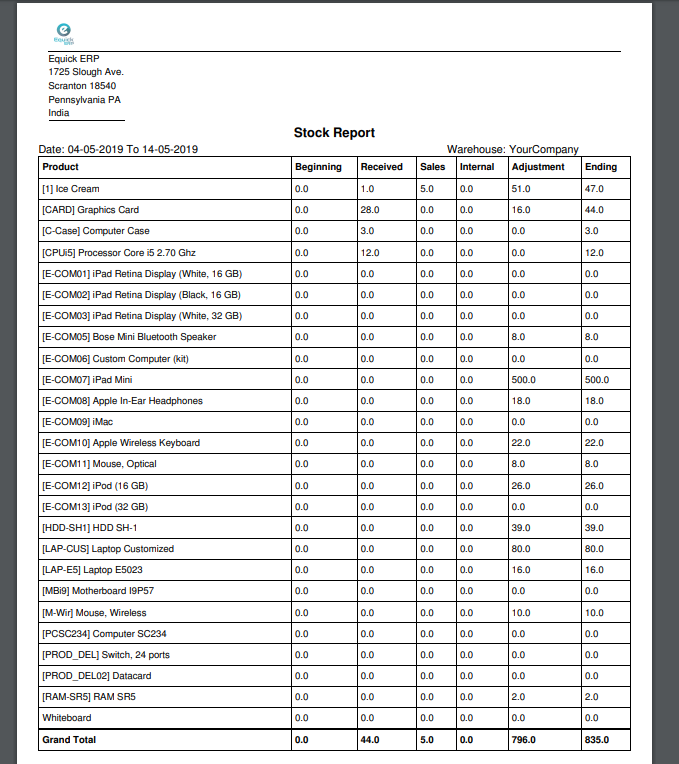 Equick
ERP
Equick ERP
1725 Slough Ave.
Scranton 18540
Pennsylvania PA
India
Stock Report
Date: 04-05-2019 To 14-05-2019 Warehouse: YourCompany
Product Beginning Received Sales Internal Adjustment Ending
[1] Ice Cream 0.0 1.0 5.0 0.0 51.0 47.0
[CARD] Graphics Card 0.0 28.0 0.0 0.0 16.0 44.0
[C-Case] Computer Case 0.0 3.0 0.0 0.0 0.0 3.0
[CPUi5] Processor Core i5 2.70 Ghz 0.0 12.0 0.0 0.0 0.0 12.0
[E-COM01] iPad Retina Display (White, 16 GB) 0.0 0.0 0.0 0.0 0.0 0.0
[E-COM02] iPad Retina Display (Black, 16 GB) 0.0 0.0 0.0 0.0 0.0 0.0
[E-COM03] iPad Retina Display (White, 32 GB) 0.0 0.0 0.0 0.0 0.0 0.0
[E-COM05] Bose Mini Bluetooth Speaker 0.0 0.0 0.0 0.0 8.0 8.0
[E-COM06] Custom Computer (kit) 0.0 0.0 0.0 0.0 0.0 0.0
[E-COM07] iPad Mini 0.0 0.0 0.0 0.0 500.0 500.0
[E-COM08] Apple In-Ear Headphones 0.0 0.0 0.0 0.0 18.0 18.0
[E-COM09] iMac 0.0 0.0 0.0 0.0 0.0 0.0
[E-COM10] Apple Wireless Keyboard 0.0 0.0 0.0 0.0 22.0 22.0
[E-COM11] Mouse, Optical 0.0 0.0 0.0 0.0 8.0 8.0
[E-COM12] iPod (16 GB) 0.0 0.0 0.0 0.0 26.0 26.0
[E-COM13] iPod (32 GB) 0.0 0.0 0.0 0.0 0.0 0.0
[HDD-SH1] HDD SH-1 0.0 0.0 0.0 0.0 39.0 39.0
[LAP-CUS] Laptop Customized 0.0 0.0 0.0 0.0 80.0 80.0
[LAP-E5] Laptop E5023 0.0 0.0 0.0 0.0 16.0 16.0
[MBi9] Motherboard I9P57 0.0 0.0 0.0 0.0 0.0 0.0
[M-Wir] Mouse, Wireless 0.0 0.0 0.0 0.0 10.0 10.0
[PCSC234] Computer SC234 0.0 0.0 0.0 0.0 0.0 0.0
[PROD_DEL] Switch, 24 ports 0.0 0.0 0.0 0.0 0.0 0.0
[PROD_DEL02] Datacard 0.0 0.0 0.0 0.0 0.0 0.0
[RAM-SR5] RAM SR5 0.0 0.0 0.0 0.0 2.0 2.0
Whiteboard 0.0 0.0 0.0 0.0 0.0 0.0
Grand Total 0.0 44.0 5.0 0.0 796.0 835.0